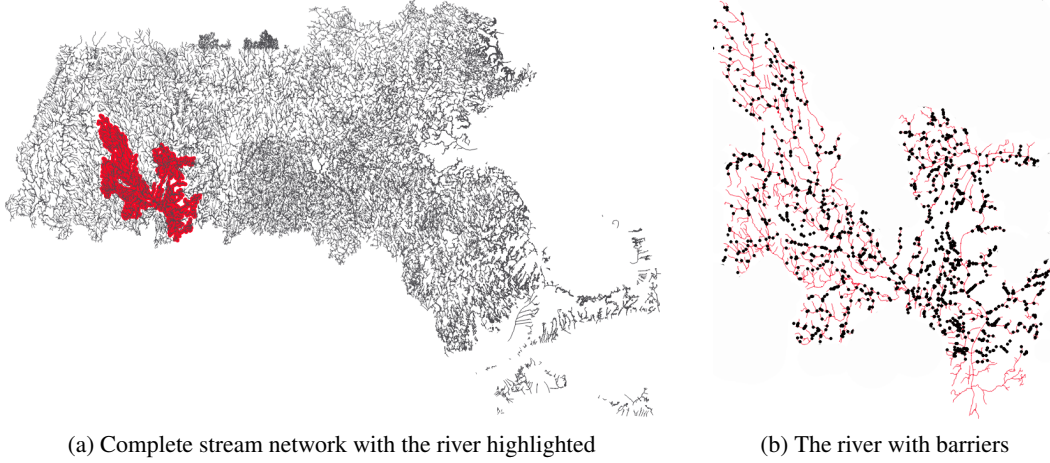 (a) Complete stream network with the river highlighted
(b) The river with barriers